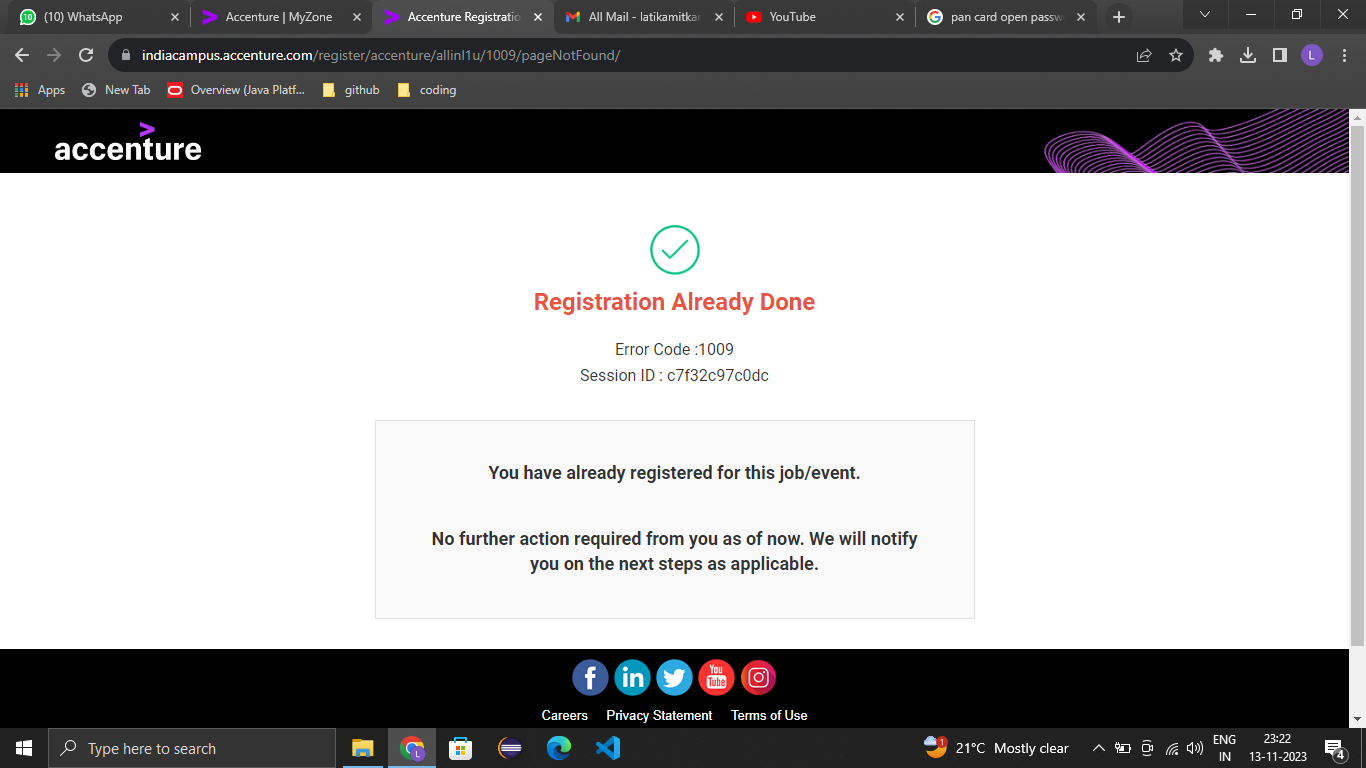 10
(10) WhatsApp
Accenture | MyZone
Accenture Registratio
All Mail - latikamitka
YouTube
pan card open passw
indiacampus.accenture.com/register/accenture/allinl1u/1009/pageNotFound/
L
Apps
New Tab
Overview (Java Platf...
github
coding
>
accenture
Registration Already Done
Error Code :1009
Session ID : c7f32c97c0dc
You have already registered for this job/event.
No further action required from you as of now. We will notify
you on the next steps as applicable.
f
in
You
Tube
Careers
Privacy Statement
Terms of Use
Type here to search
L
1
21°C Mostly clear
ENG
IN
23:22
13-11-2023
4